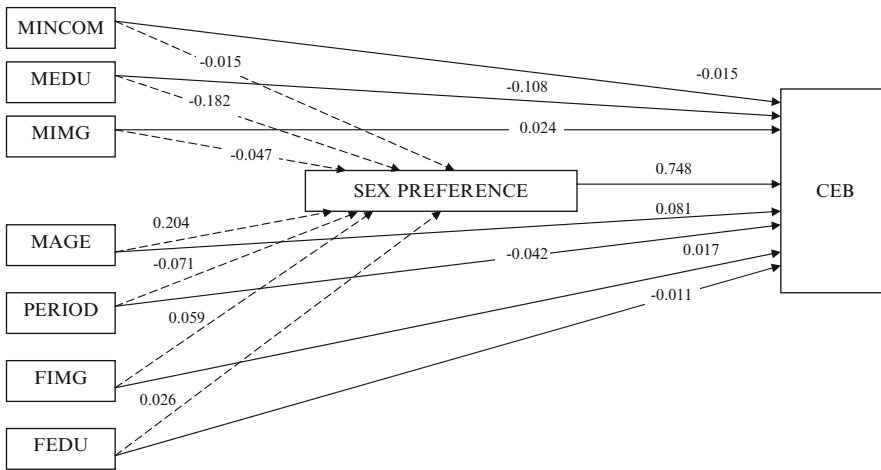 MINCOM
-0.015
-0.015
MEDU
-0.108
-0.182
MIMG
0.024
-0.047
SEX PREFERENCE
0.748
CEB
MAGE
0.204
0.081
-0.071
-0.042
0.017
PERIOD
-0.011
0.059
FIMG
0.026
FEDU